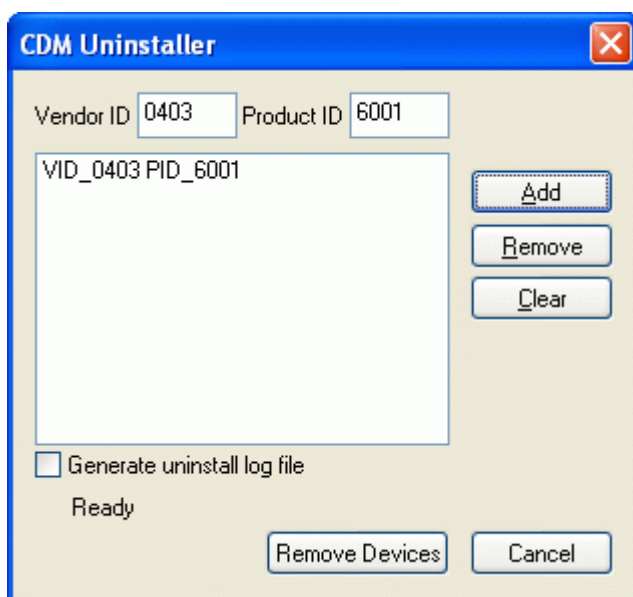 CDM Uninstaller
Vendor ID 0403 Product ID 6001
VID_0403 PID_6001
Add
Remove
Clear
Generate uninstall log file
Ready
Remove Devices Cancel